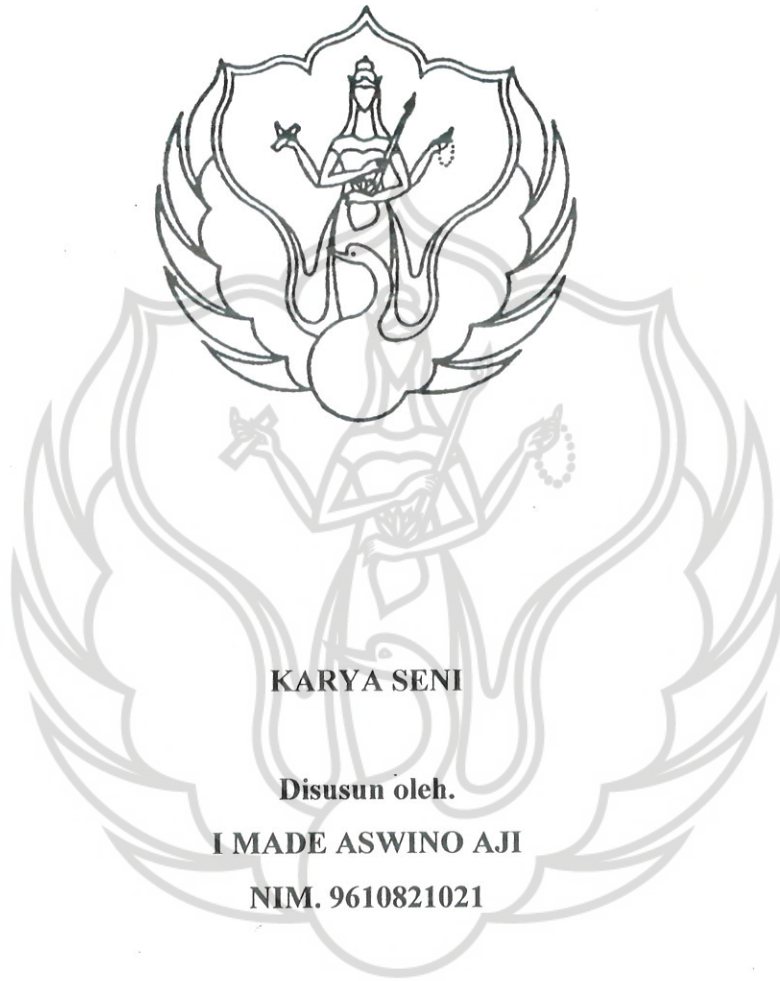 KARYA SENI
Disusun oleh.
I MADE ASWINO AJI
NIM. 9610821021